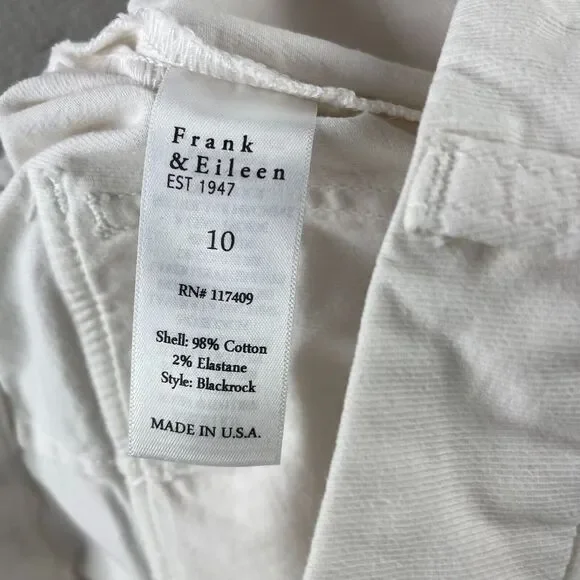 Frank
& Eileen
EST 1947
10
RN# 117409
Shell: 98% Cotton
2% Elastane
Style: Blackrock
MADE IN U.S.A.